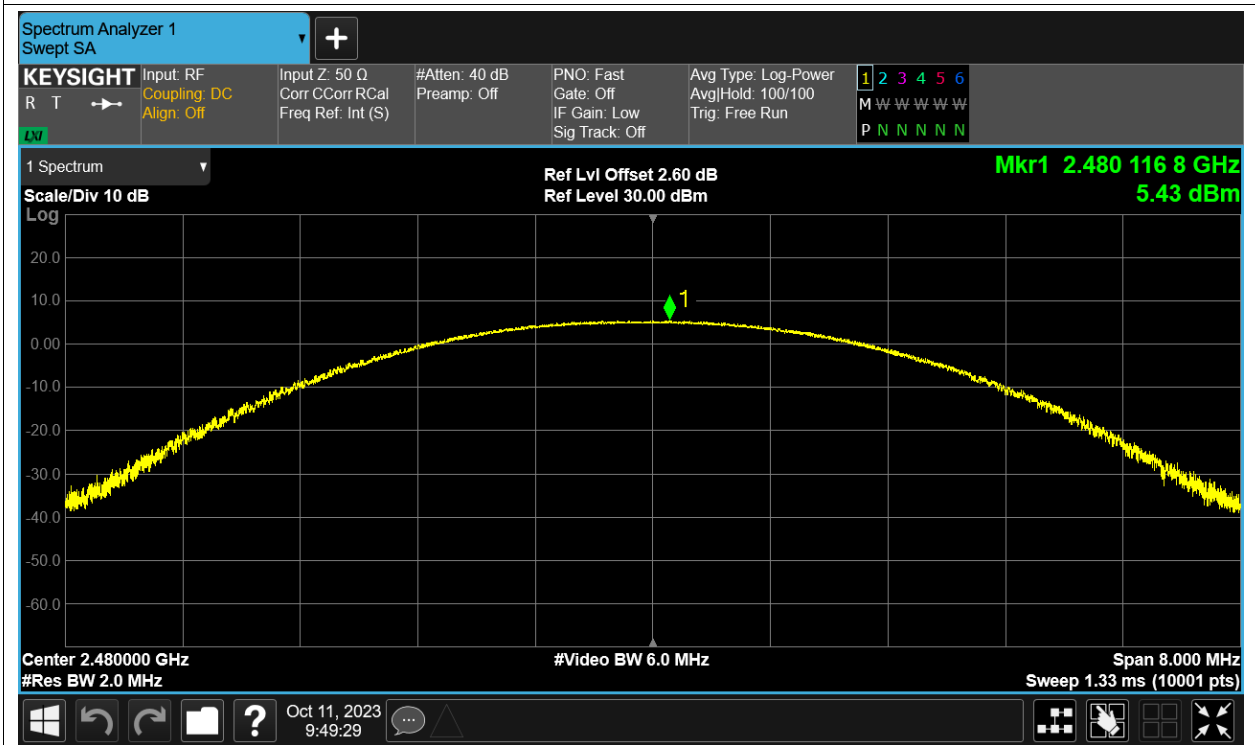 Spectrum Analyzer 1
Swept SA
KEYSIGHT
R T
LXI
Input: RF
Coupling: DC
Align: Off
Input Z: 50 Ω
Corr CCorr RCal
Freq Ref: Int (S)
#Atten: 40 dB
Preamp: Off
PNO: Fast
Gate: Off
IF Gain: Low
Sig Track: Off
Avg Type: Log-Power
Avg|Hold: 100/100
Trig: Free Run
1 2 3 4 5 6
M W W W W W
P N N N N N
1 Spectrum
Scale/Div 10 dB
Log
Ref Lvl Offset 2.60 dB
Ref Level 30.00 dBm
Mkr1 2.480 116 8 GHz
5.43 dBm
20.0
10.0
0.00
-10.0
-20.0
-30.0
-40.0
-50.0
-60.0
1
Center 2.480000 GHz
#Res BW 2.0 MHz
#Video BW 6.0 MHz
Span 8.000 MHz
Sweep 1.33 ms (10001 pts)
?
Oct 11, 2023
9:49:29